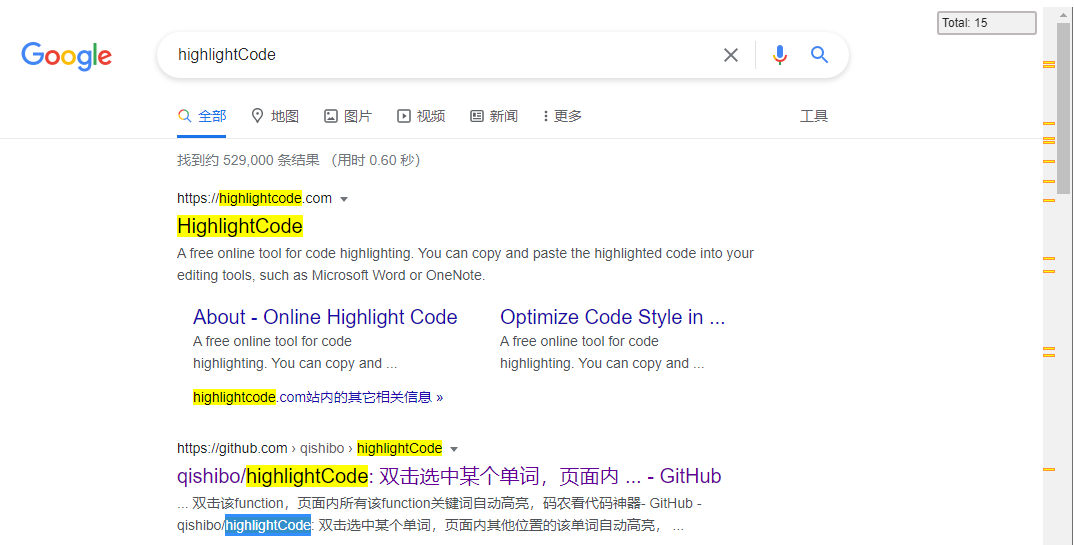 Total: 15
Google
highlightCode
全部 地图 图片 视频 新闻 更多 工具
找到约 529,000 条结果 （用时 0.60 秒）
https://highlightcode.com
HighlightCode
A free online tool for code highlighting. You can copy and paste the highlighted code into your
editing tools, such as Microsoft Word or OneNote.
About - Online Highlight Code
A free online tool for code
highlighting. You can copy and ...
Optimize Code Style in ...
A free online tool for code
highlighting. You can copy and ...
highlightcode.com站内的其它相关信息 »
https://github.com › qishibo › highlightCode
qishibo/highlightCode: 双击选中某个单词，页面内 ... - GitHub
... 双击该function，页面内所有该function关键词自动高亮，码农看代码神器- GitHub -
qishibo/highlightCode: 双击选中某个单词，页面内其他位置的该单词自动高亮， ...